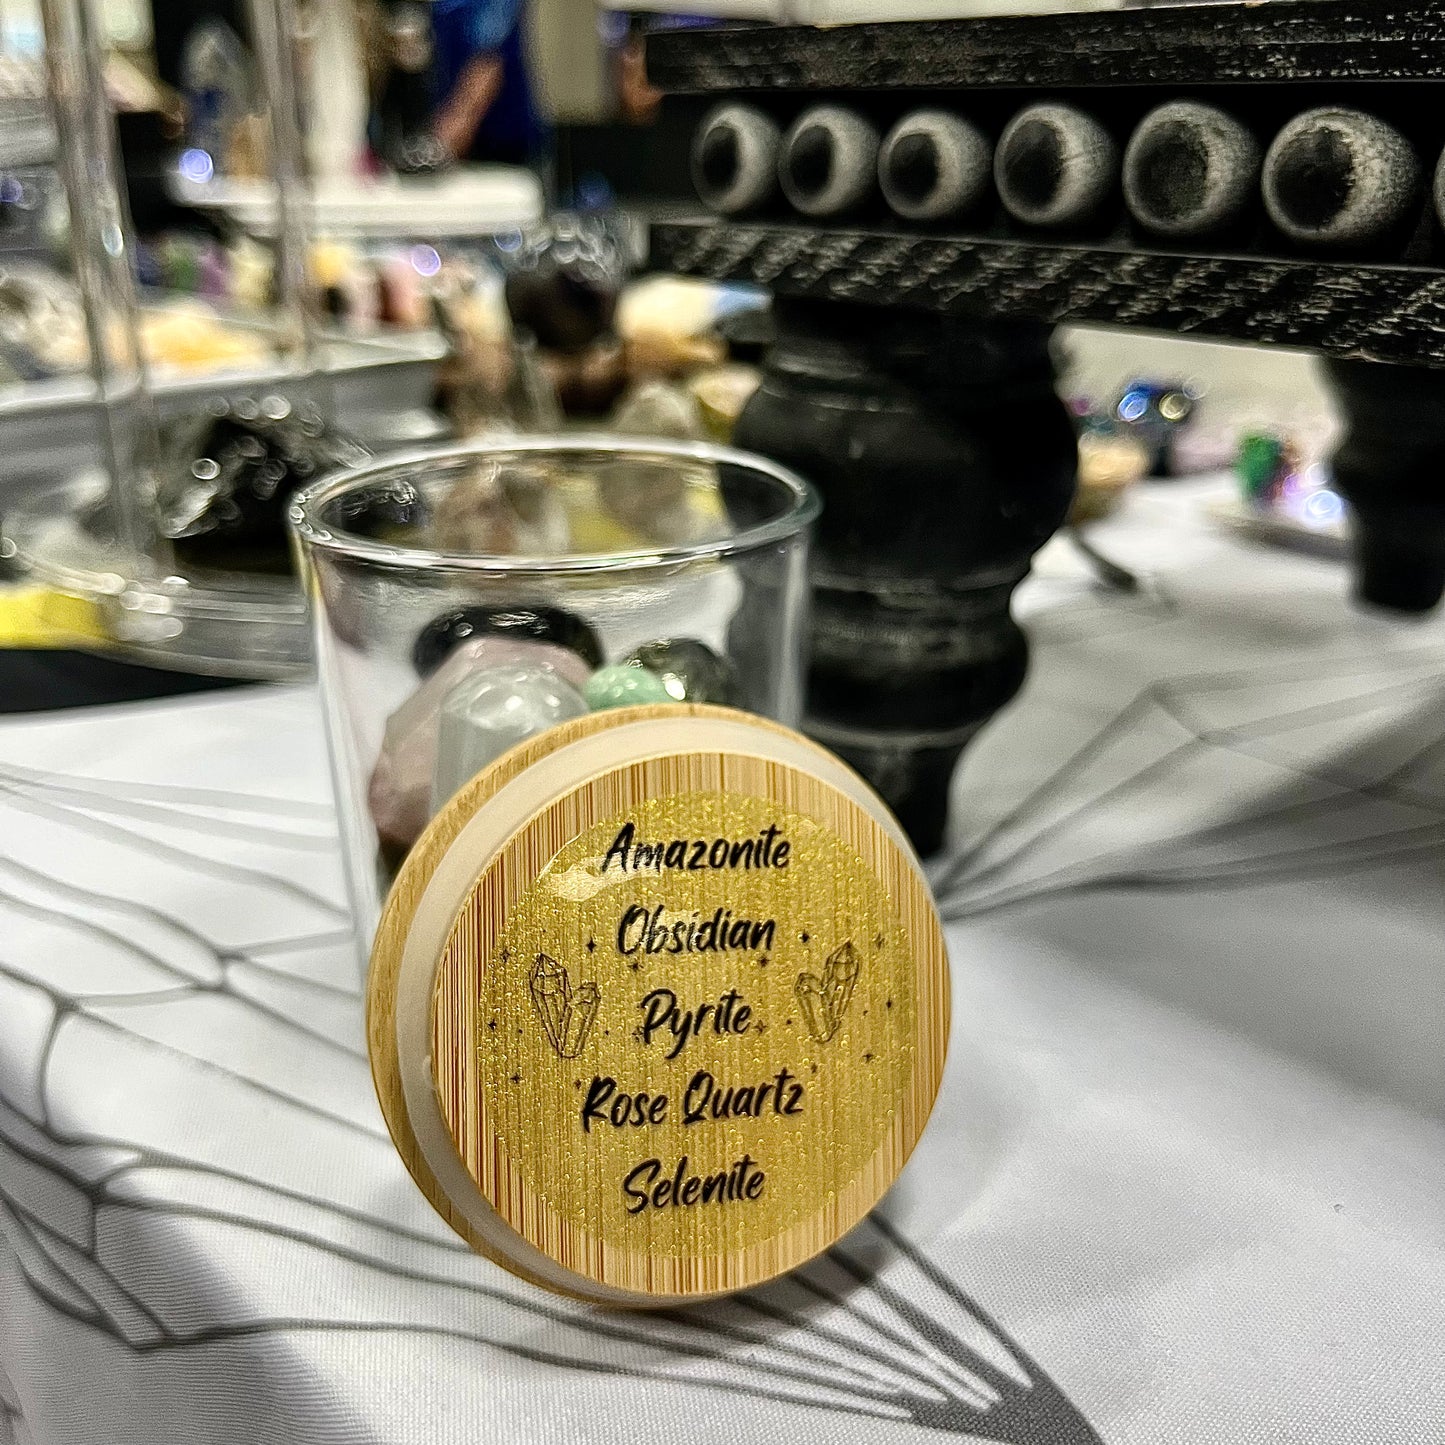 Amazonite
Obsidian
Pyrite
Rose Quartz
Selenite